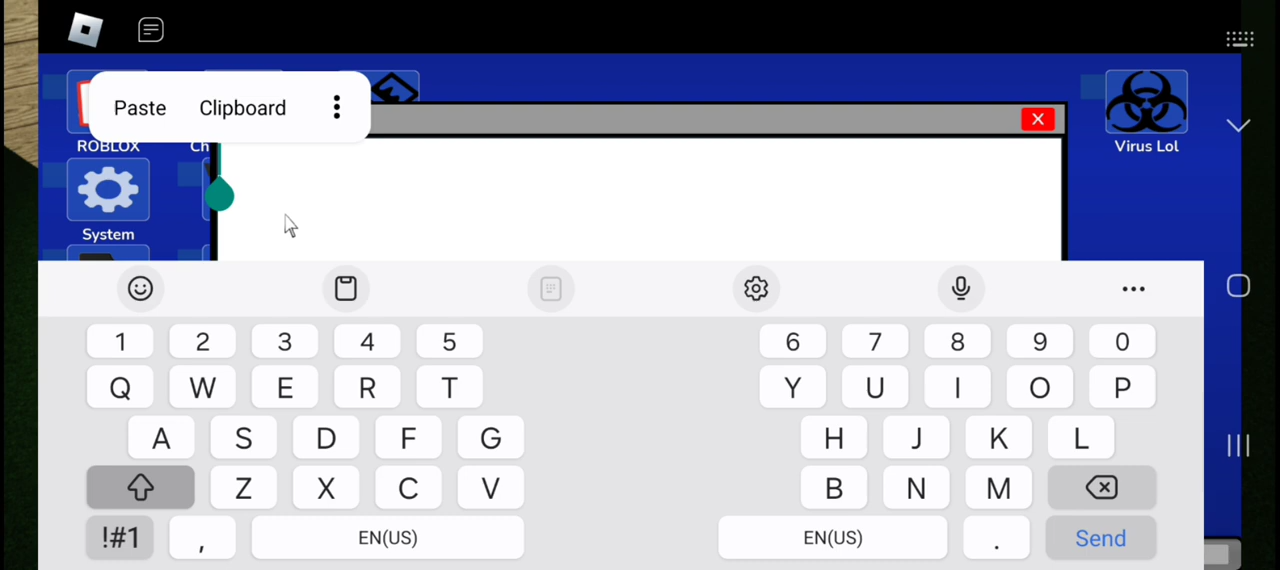 Paste Clipboard
X
ROBLOX Ch
Virus Lol
System
1 2 3 4 5 6 7 8 9 0
Q W E R T Y U I O P
A S D F G H J K L
Z X C V B N M
!#1 , EN(US) EN(US) . Send